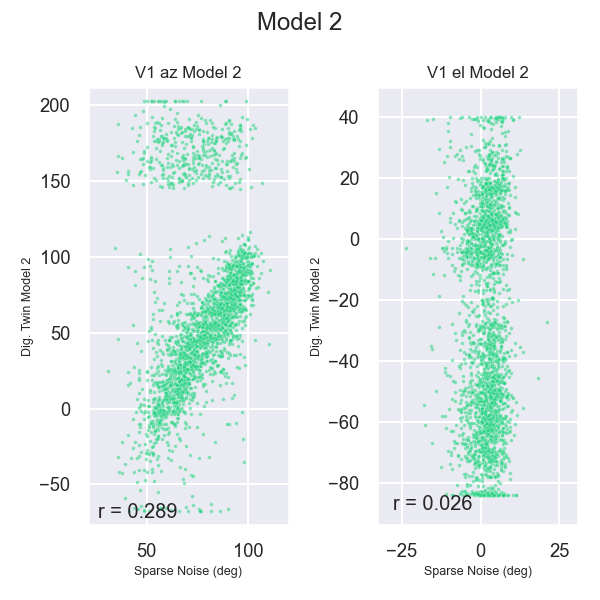 Model 2
V1 az Model 2
V1 el Model 2
200
150
100
50
0
−50
Dig. Twin Model 2
r = 0.289
50
100
Sparse Noise (deg)
40
20
0
−20
−40
−60
−80
Dig. Twin Model 2
r = 0.026
−25
0
25
Sparse Noise (deg)